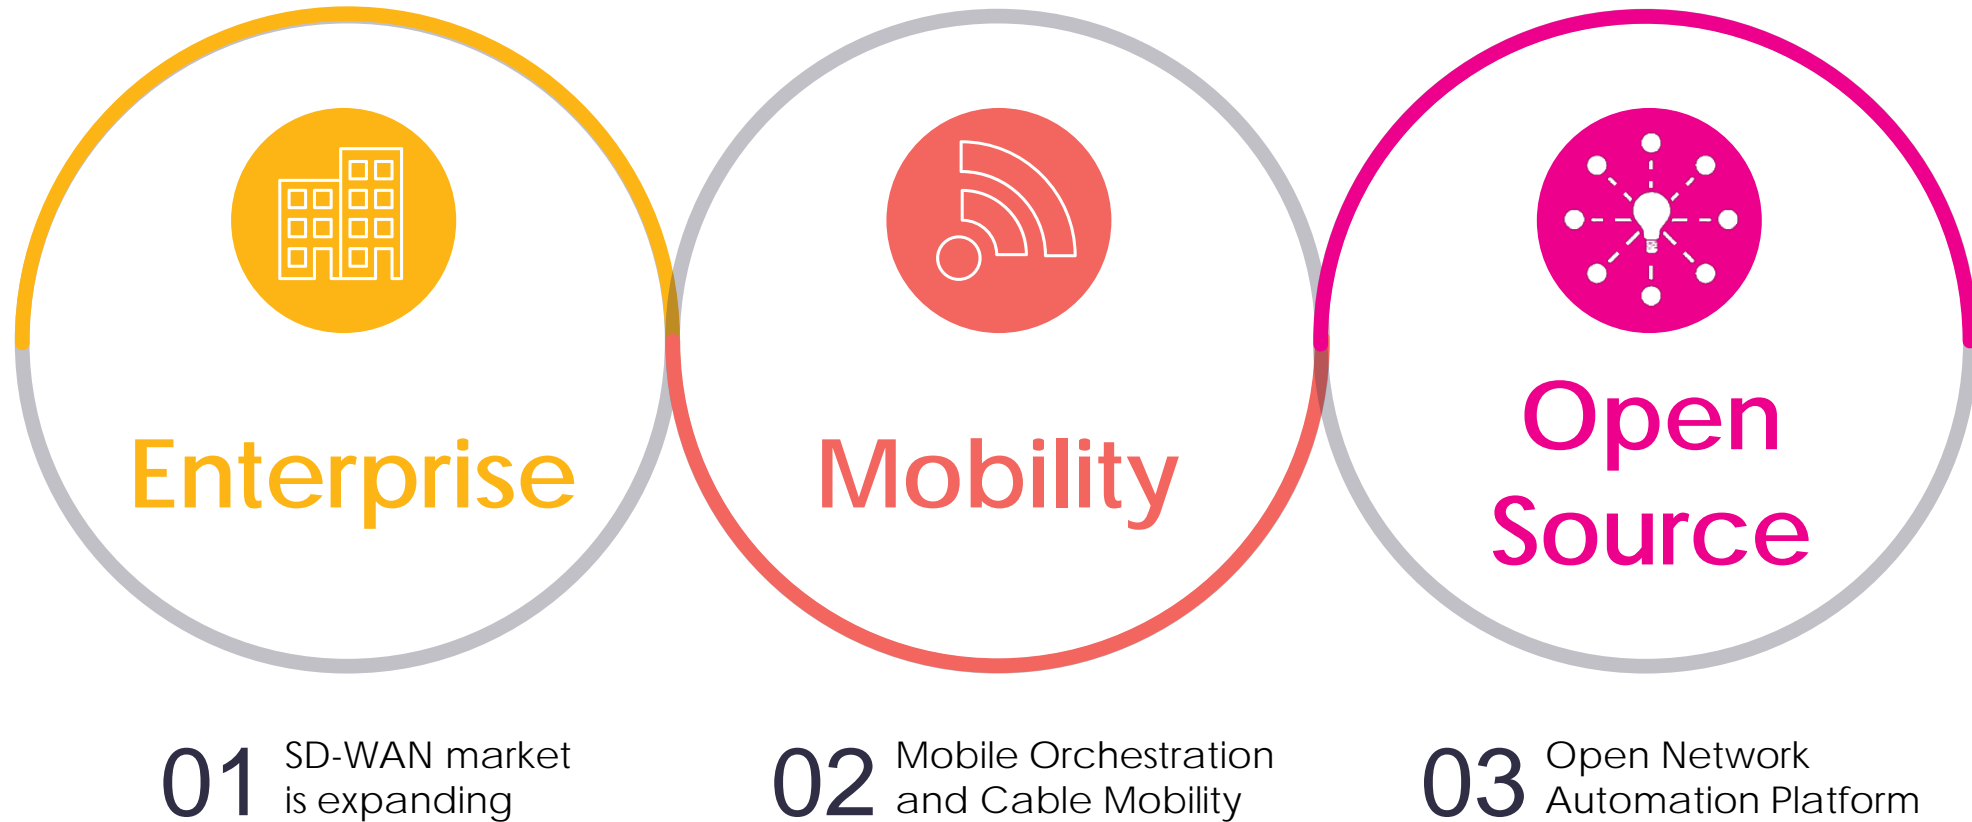 Enterprise
Mobility
Open
Source
01
SD-WAN market
is expanding
02
Mobile Orchestration
and Cable Mobility
03
Open Network
Automation Platform